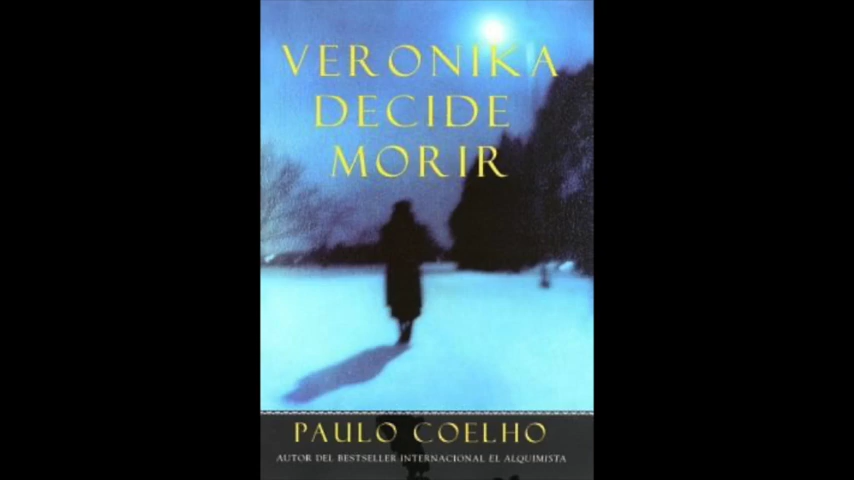 VERONIKA
DECIDE
MORIR
PAULO COELHO
AUTOR DEL BESTSELLER INTERNACIONAL EL ALQUIMISTA